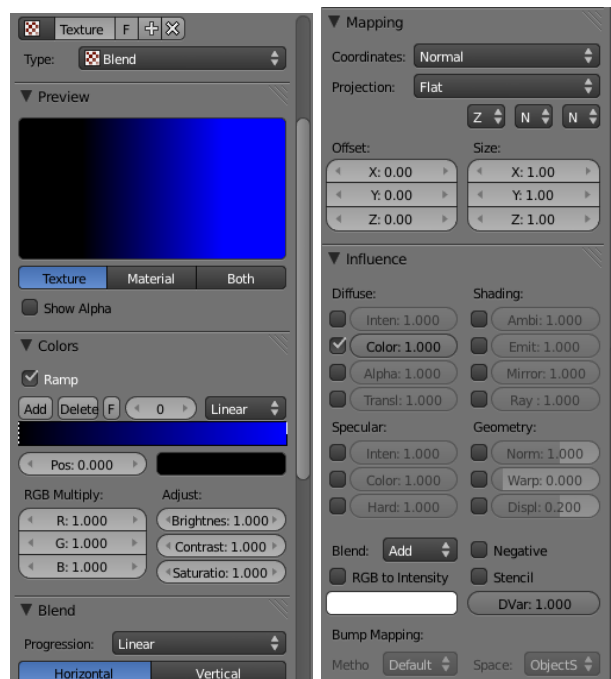 Texture F
Type: Blend
Preview
Texture Material Both
Show Alpha
Colors
Ramp
Add Delete F 0 Linear
Pos: 0.000
RGB Multiply: Adjust:
R: 1.000 Brightnes: 1.000
G: 1.000 Contrast: 1.000
B: 1.000 Saturatio: 1.000
Blend
Progression: Linear
Horizontal Vertical
Mapping
Coordinates: Normal
Projection: Flat
Z N N
Offset: Size:
X: 0.00 X: 1.00
Y: 0.00 Y: 1.00
Z: 0.00 Z: 1.00
Influence
Diffuse: Shading:
Inten: 1.000 Ambi: 1.000
Color: 1.000 Emit: 1.000
Alpha: 1.000 Mirror: 1.000
Transl: 1.000 Ray : 1.000
Specular: Geometry:
Inten: 1.000 Norm: 1.000
Color: 1.000 Warp: 0.000
Hard: 1.000 Displ: 0.200
Blend: Add Negative
RGB to Intensity Stencil
DVar: 1.000
Bump Mapping:
Metho Default Space: ObjectS